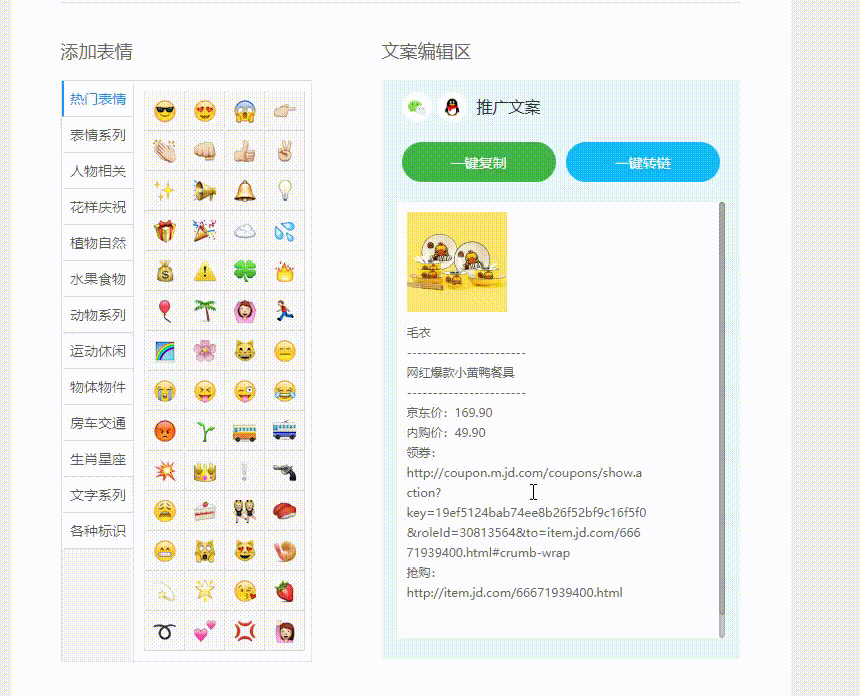 添加表情
热门表情
表情系列
人物相关
花样庆祝
植物自然
水果食物
动物系列
运动休闲
物体物件
房车交通
生肖星座
文字系列
各种标识
文案编辑区
推广文案
一键复制
一键转链
毛衣
-----------------------
网红爆款小黄鸭餐具
-----------------------
京东价：169.90
内购价：49.90
领券：
http://coupon.m.jd.com/coupons/show.a
ction?
key=19ef5124bab74ee8b26f52bf9c16f5f0
&roleId=30813564&to=item.jd.com/666
71939400.html#crumb-wrap
抢购：
http://item.jd.com/66671939400.html